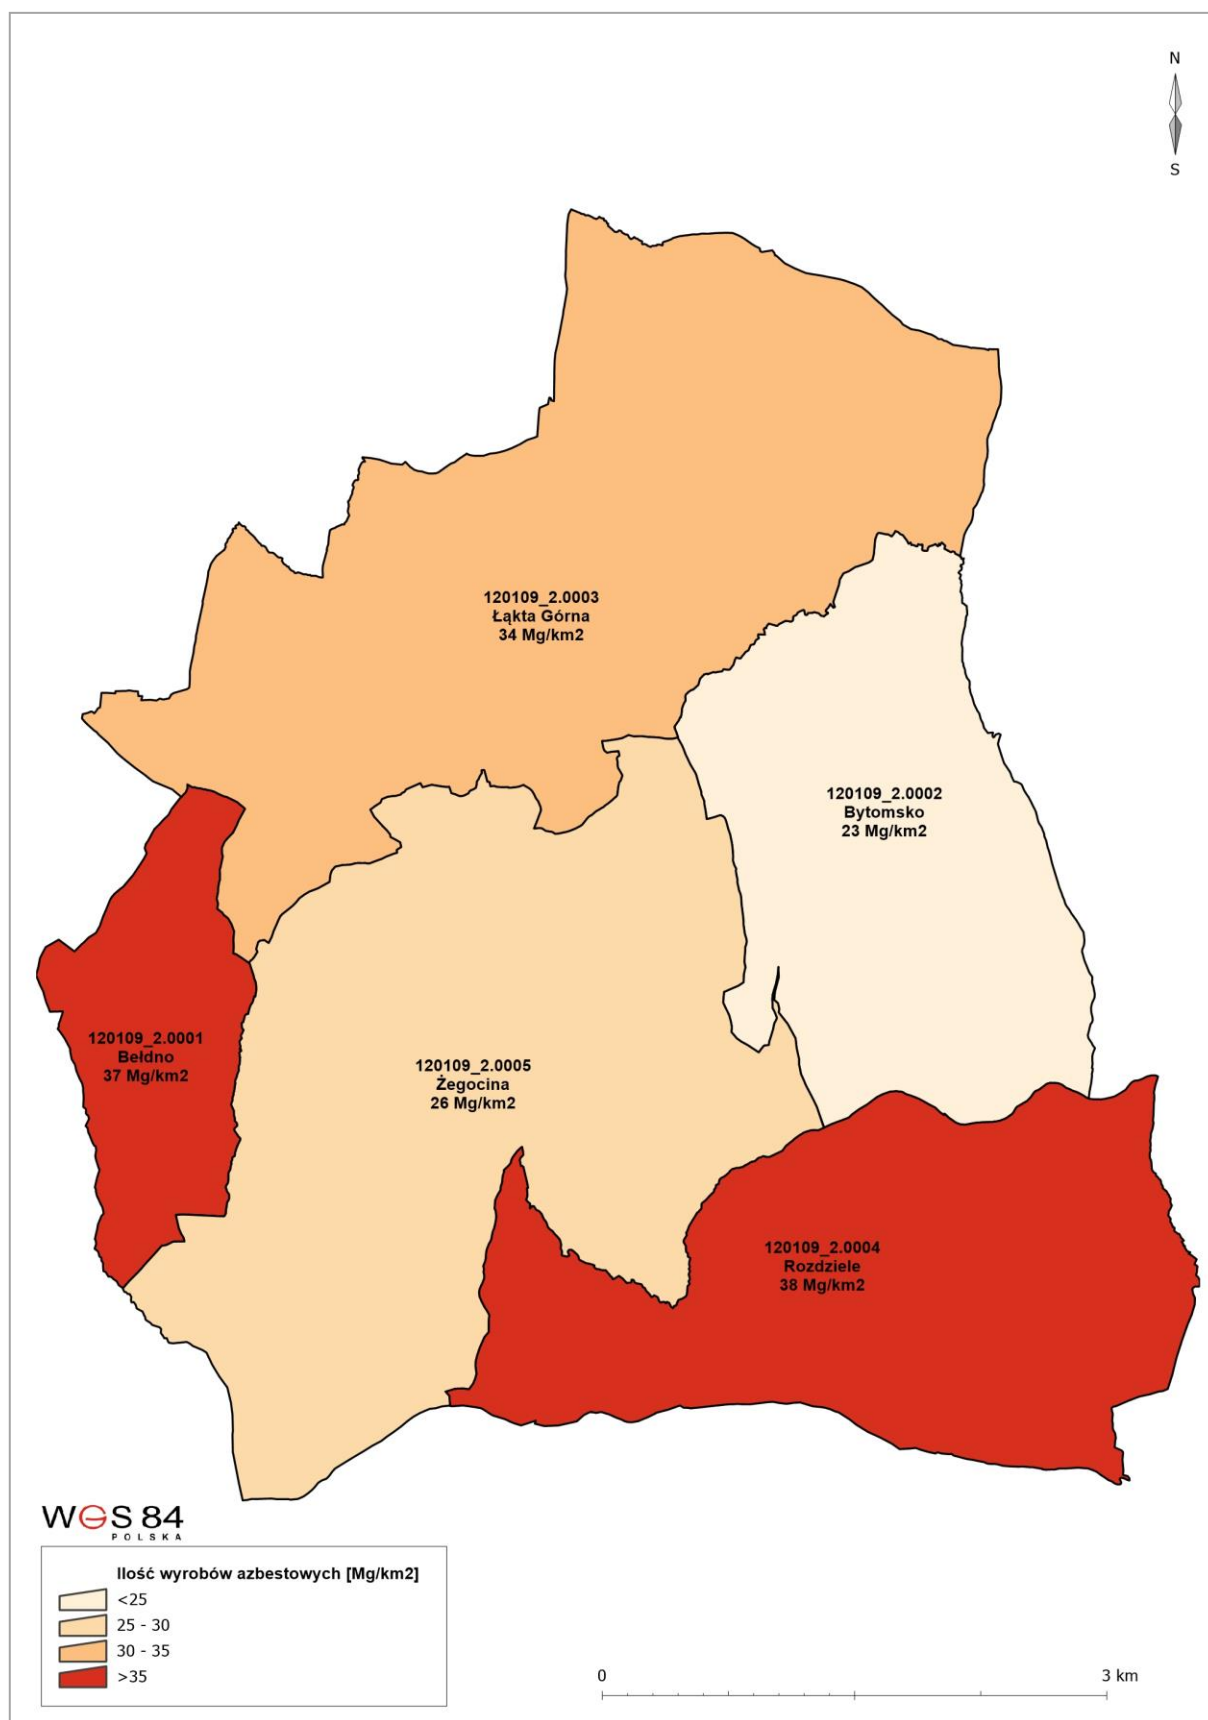 N
S
120109_2.0003
Łąkta Górna
34 Mg/km2
120109_2.0002
Bytomsko
23 Mg/km2
120109_2.0001
Bełdno
37 Mg/km2
120109_2.0005
Żegocina
26 Mg/km2
120109_2.0004
Rozdziele
38 Mg/km2
WGS 84
POLSKA
Ilość wyrobów azbestowych [Mg/km2]
<25
25 - 30
30 - 35
>35
0 3 km